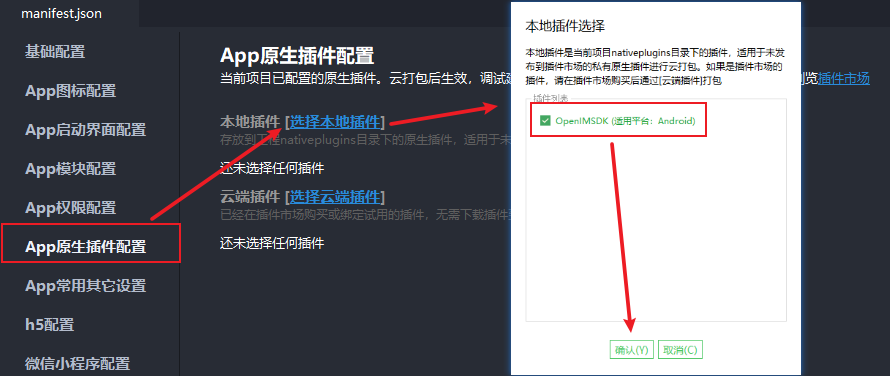 manifest.json
基础配置
App图标配置
App启动界面配置
App模块配置
App权限配置
App原生插件配置
App常用其它设置
h5配置
微信小程序配置
App原生插件配置
当前项目已配置的原生插件。云打包后生效，调试
浏览插件市场
本地插件 [选择本地插件]
存放到工程nativeplugins目录下的原生插件，适用于未
还未选择任何插件
云端插件 [选择云端插件]
已经在插件市场购买或绑定试用的插件，无需下载插件
还未选择任何插件
本地插件选择
本地插件是当前项目nativeplugins目录下的插件，适用于未发
布到插件市场的私有原生插件进行云打包。如果是插件市场的
插件，请在插件市场购买后通过[云端插件]打包
插件列表
OpenIMSDK (适用平台：Android)
确认(Y)
取消(C)